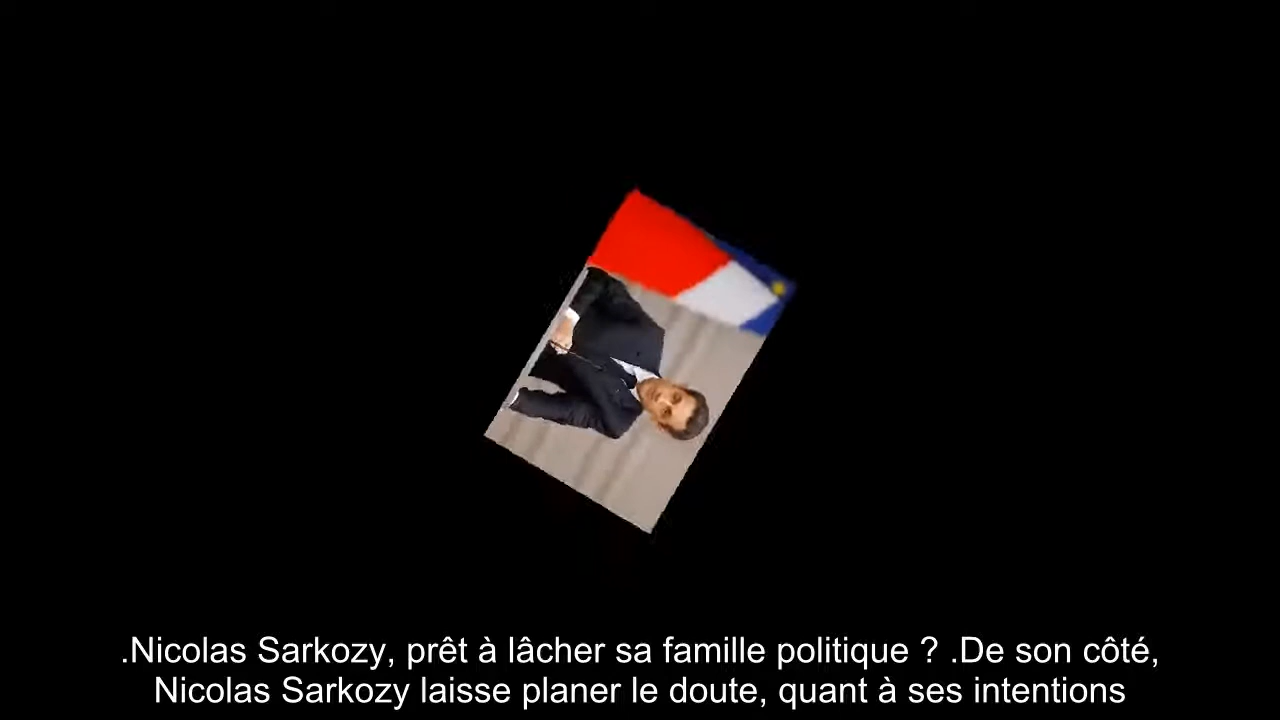 .Nicolas Sarkozy, prêt à lâcher sa famille politique ? .De son côté,
Nicolas Sarkozy laisse planer le doute, quant à ses intentions